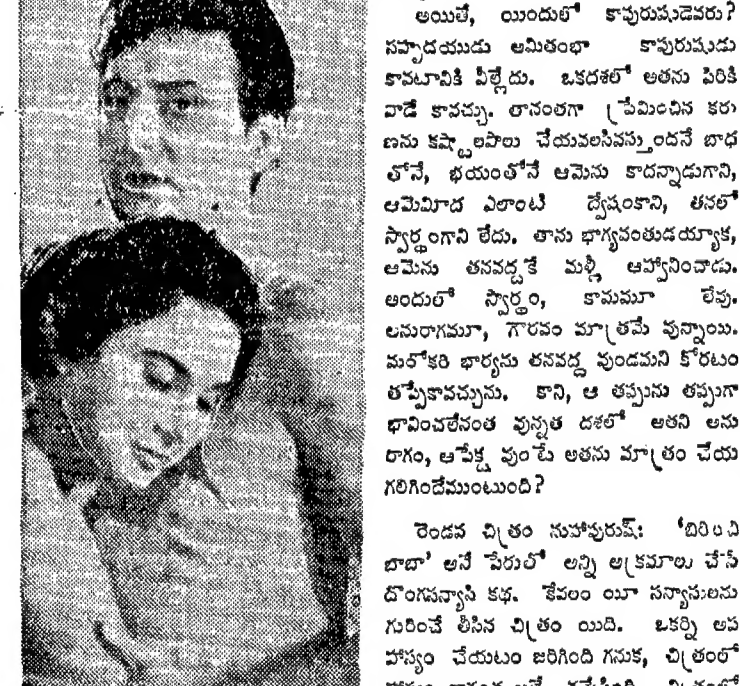 అయితే, యిందులో కాపురుషుడెవరు?
సహృదయుడు అమితంభా కాపురుషుడు
కావటానికి వీల్లేదు. ఒకదశలో అతను పిరికి
వాడే కావచ్చు. తానంతగా ప్రేమించిన కరు
ణను కష్టాలపాలు చేయవలసివస్తుందనే బాధ
తోనే, భయంతోనే ఆమెను కాదన్నాడుగాని,
ఆమెమీద ఎలాంటి ద్వేషంకాని, తనలో
స్వార్థంగాని లేదు. తాను భాగ్యవంతుడయ్యాక,
ఆమెను తనవద్దకే మళ్ళీ ఆహ్వానించాడు.
అందులో స్వార్థం, కామమూ లేవు.
అనురాగమూ, గౌరవం మాత్రమే వున్నాయి.
మరొకరి భార్యను తనవద్ద వుండమని కోరటం
తప్పేకావచ్చును. కాని, ఆ తప్పును తప్పుగా
భావించలేనంత వున్నత దశలో అతని అను
రాగం, ఆపేక్ష వుంటే అతను మాత్రం చేయ
గలిగిందేముంటుంది?
రెండవ చిత్రం మహాపురుష్: 'బిరించి
బాబా' అనే పేరుతో అన్ని అక్రమాలు చేసే
దొంగసన్యాసి కథ. కేవలం యీ సన్యాసులను
గురించే తీసిన చిత్రం యిది. ఒకర్ని అప
హాస్యం చేయటం జరిగింది గనుక, చిత్రంలో